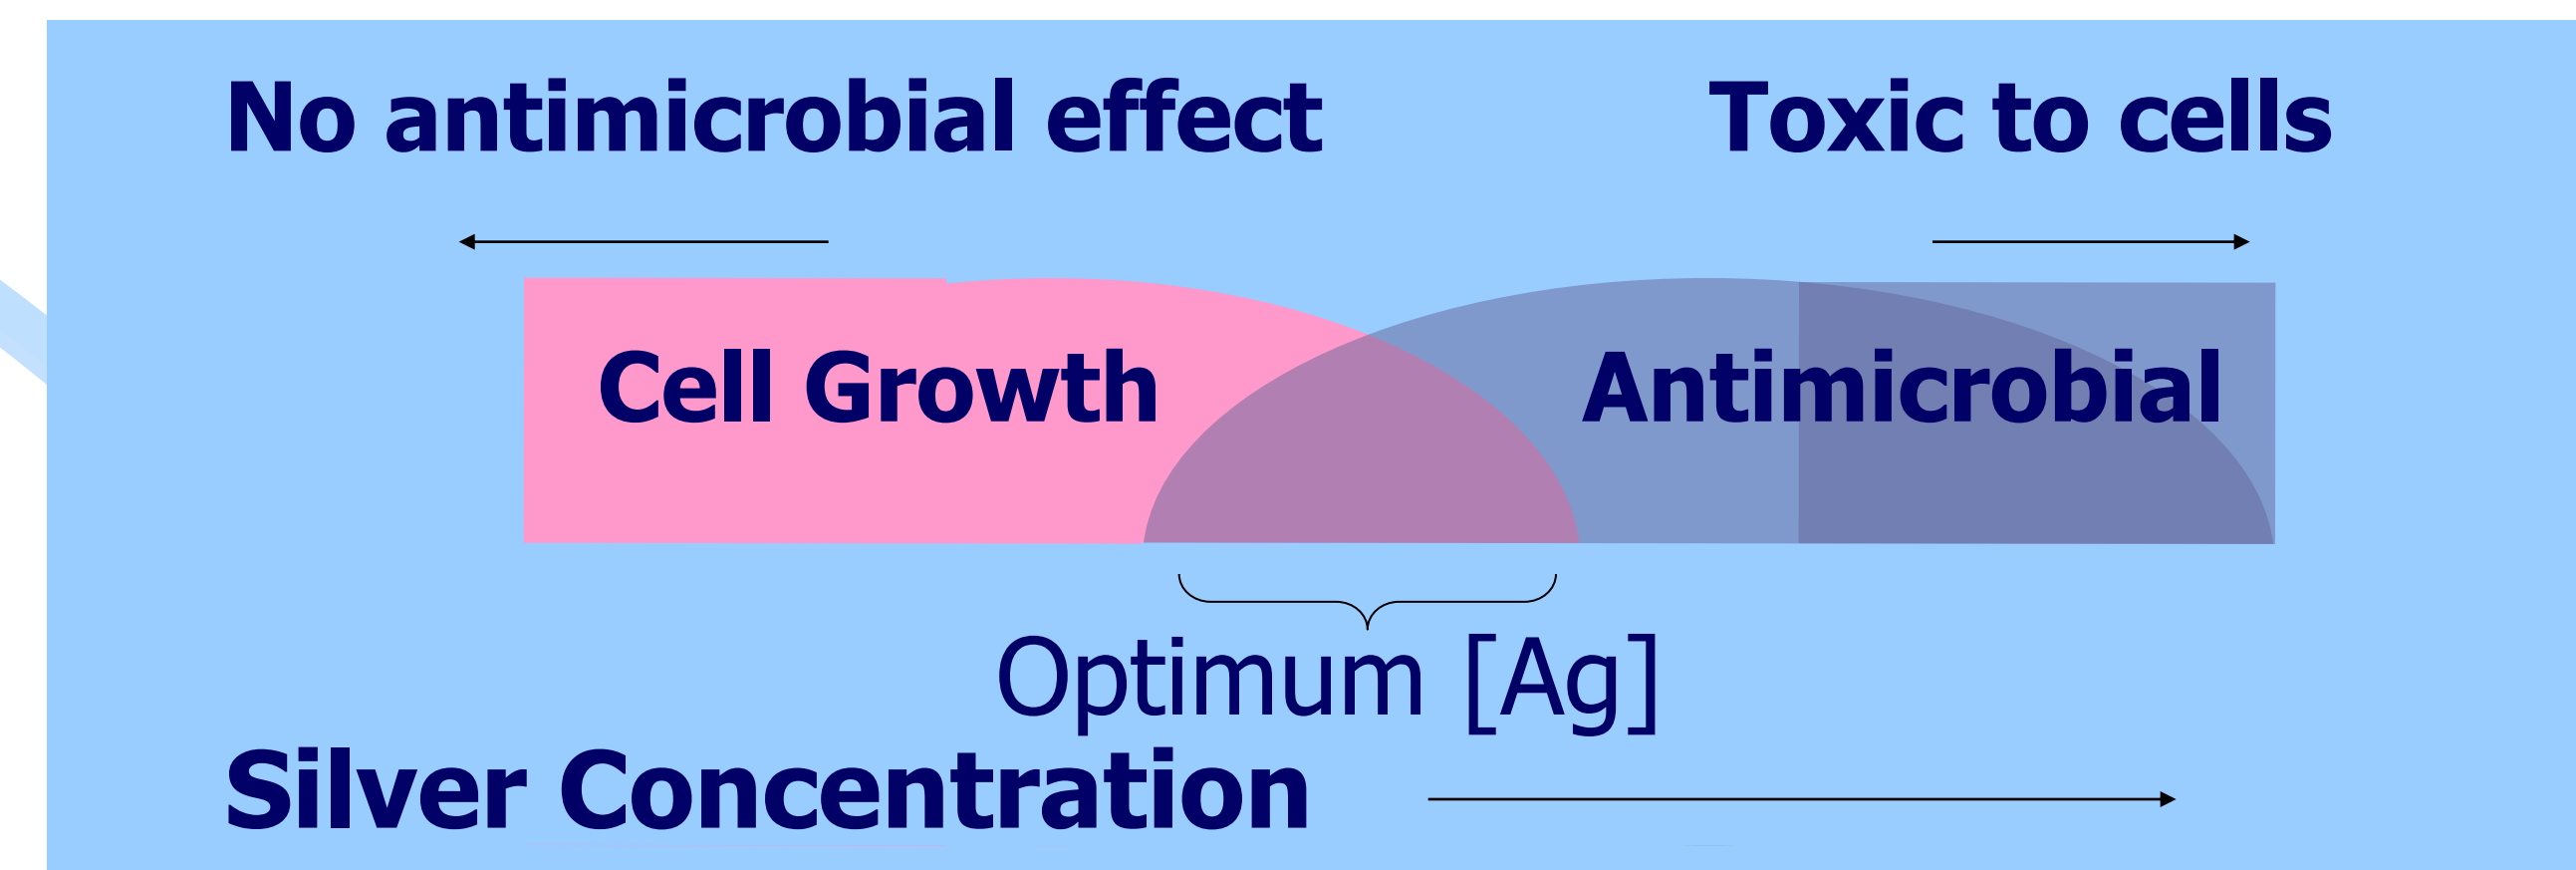 No antimicrobial effect
Toxic to cells
Cell Growth
Antimicrobial
Optimum [Ag]
Silver Concentration